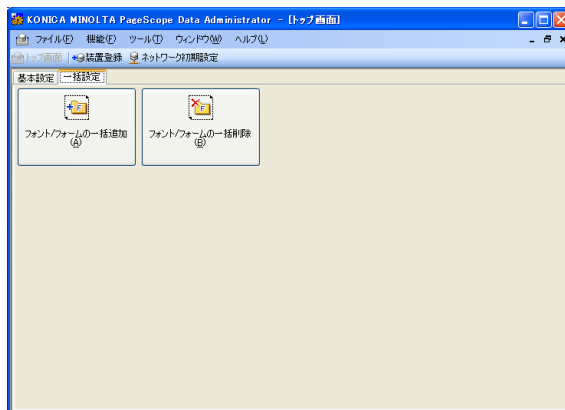 KONICA MINOLTA PageScope Data Administrator - [トップ画面]
ファイル(F) 機能(E) ツール(T) ウィンドウ(W) ヘルプ(L)
トップ画面 装置登録 ネットワーク初期設定
基本設定 一括設定
フォント/フォームの一括追加
(A)
フォント/フォームの一括削除
(B)